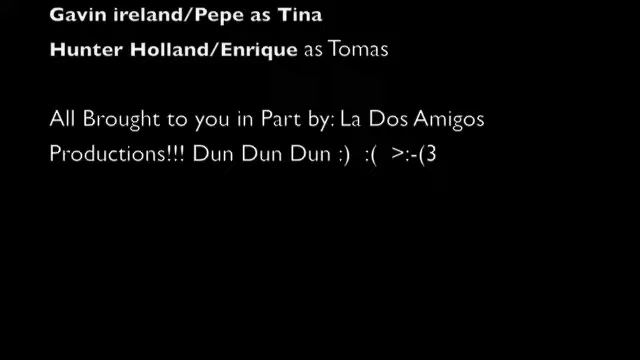 Gavin ireland/Pepe as Tina
Hunter Holland/Enrique as Tomas
All Brought to you in Part by: La Dos Amigos
Productions!!! Dun Dun Dun :)  :(  >:-(3